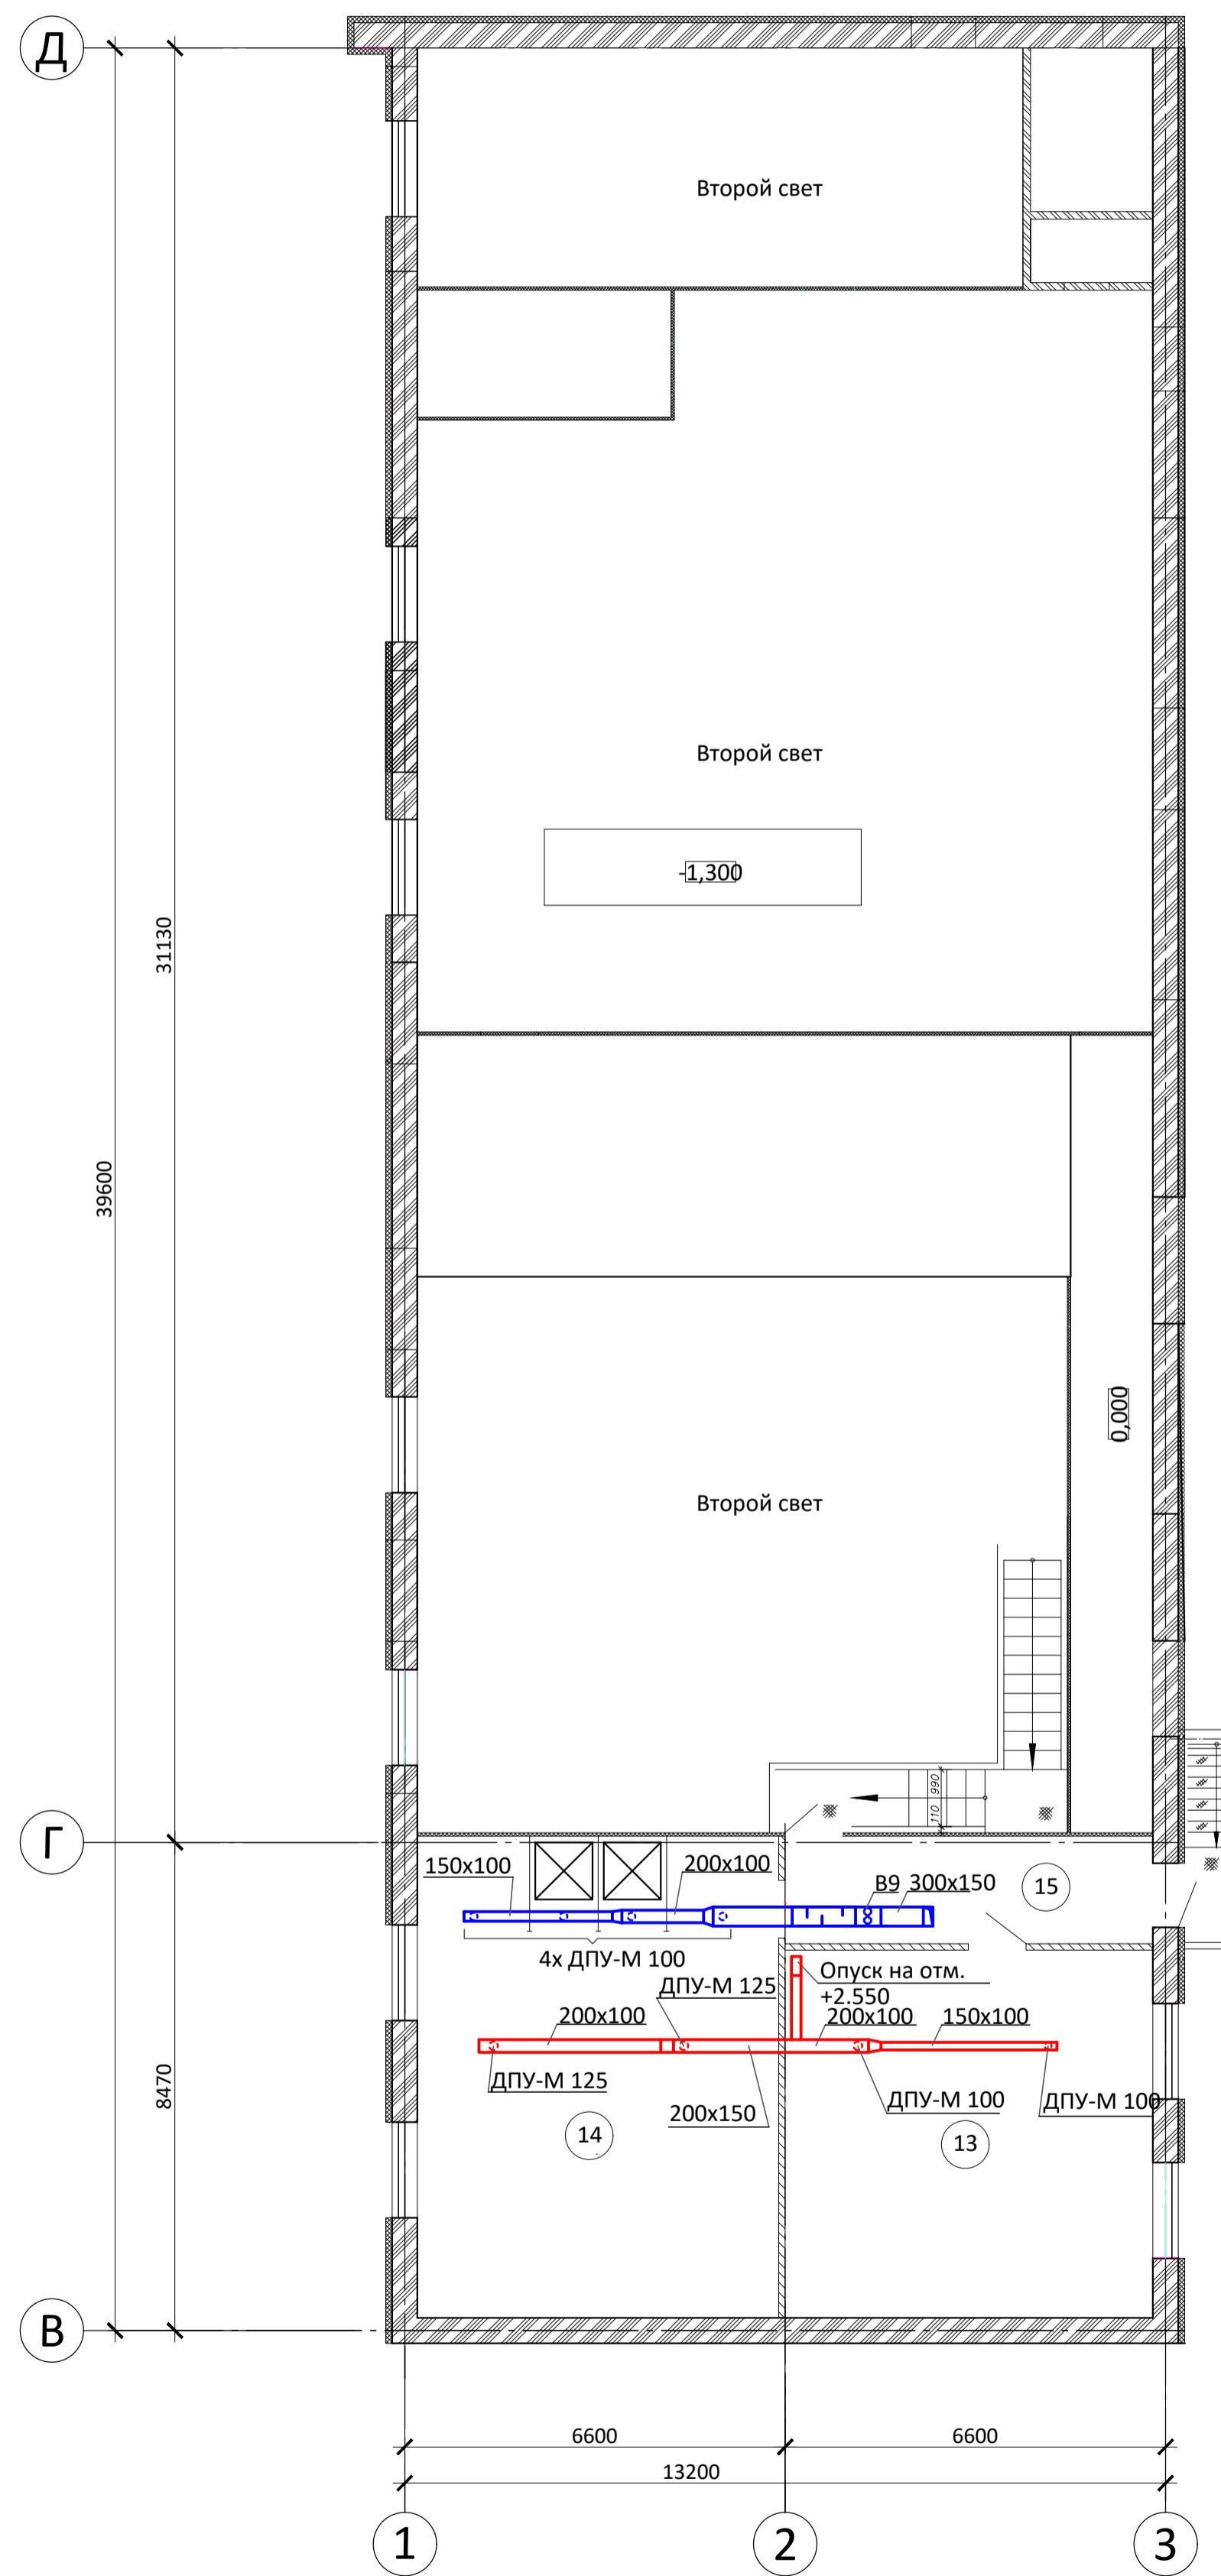 Д
Второй свет
Второй свет
-1,300
31130
39600
0,000
Второй свет
990
110
Г
150x100
200x100
В9
300x150
15
4x ДПУ-М 100
Опуск на отм.
+2.550
ДПУ-М 125
200x100
200x100
150x100
ДПУ-М 125
200x150
ДПУ-М 100
ДПУ-М 100
14
13
8470
В
6600
6600
13200
1
2
3